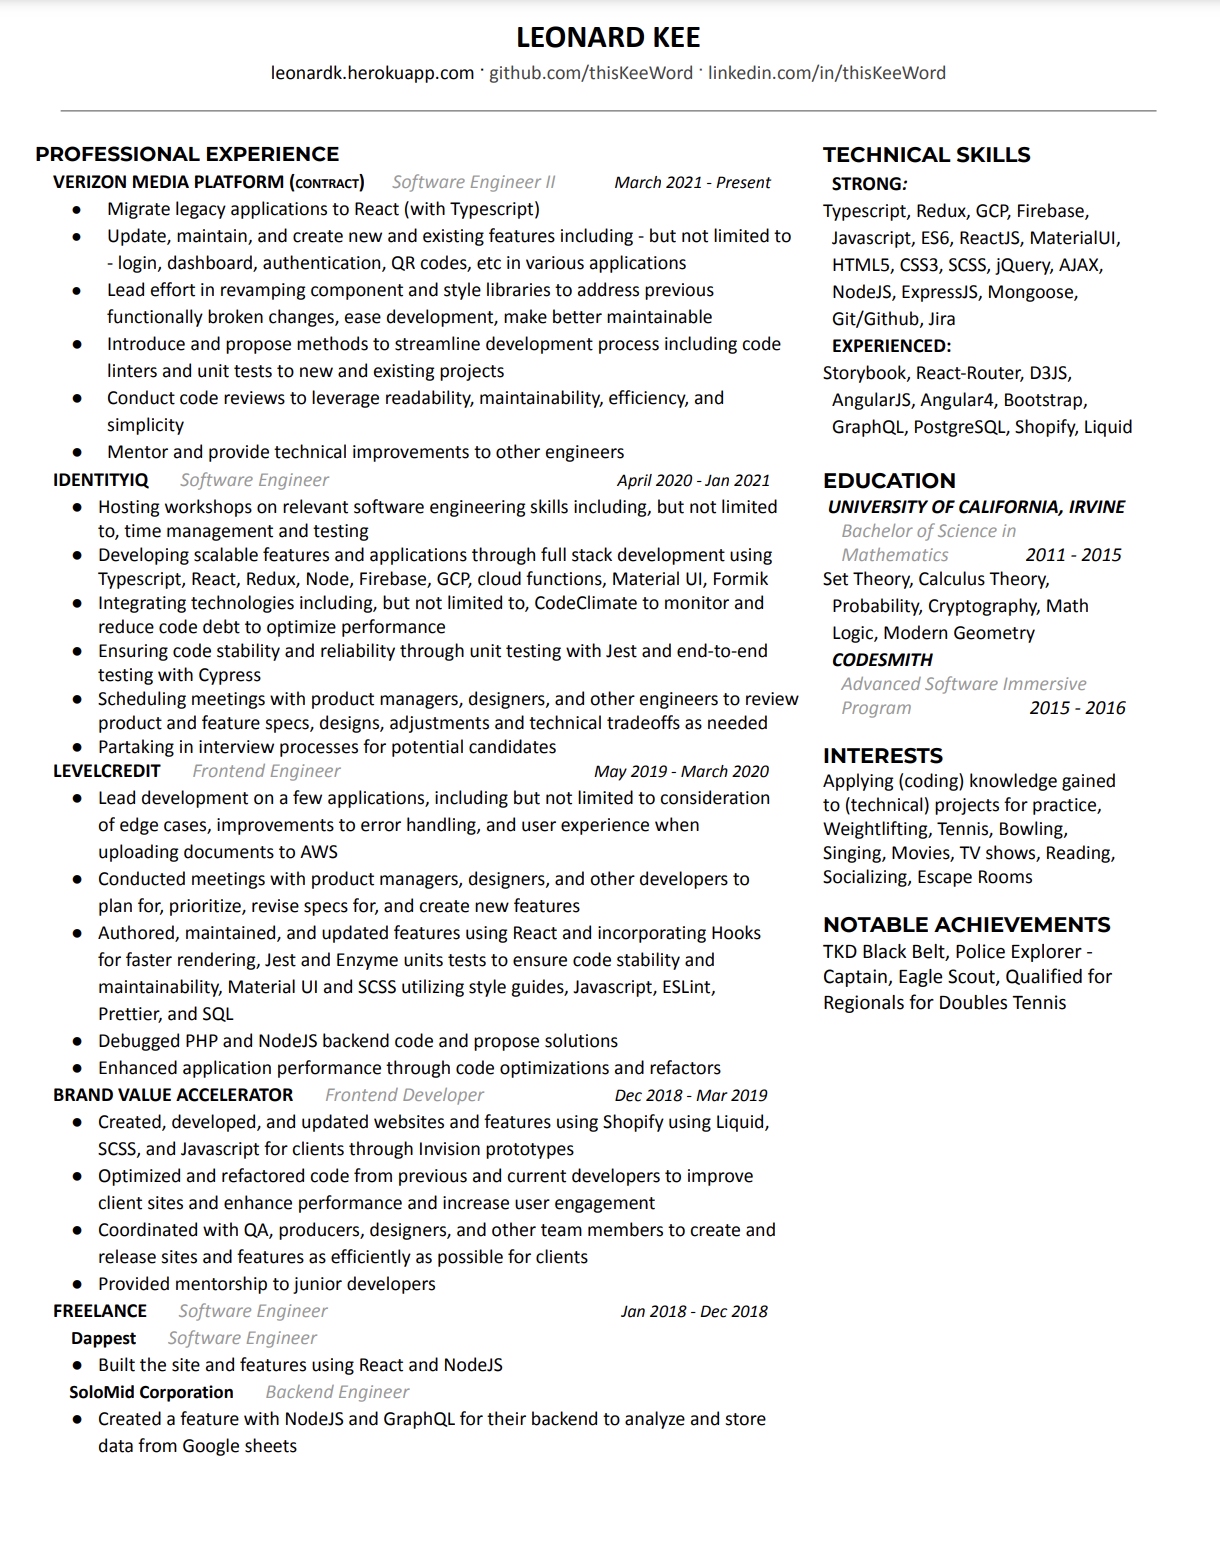 LEONARD KEE
leonardk.herokuapp.com · github.com/thisKeeWord · linkedin.com/in/thisKeeWord
PROFESSIONAL EXPERIENCE
VERIZON MEDIA PLATFORM (CONTRACT) Software Engineer II March 2021 - Present
● Migrate legacy applications to React (with Typescript)
● Update, maintain, and create new and existing features including - but not limited to
- login, dashboard, authentication, QR codes, etc in various applications
● Lead effort in revamping component and style libraries to address previous
functionally broken changes, ease development, make better maintainable
● Introduce and propose methods to streamline development process including code
linters and unit tests to new and existing projects
● Conduct code reviews to leverage readability, maintainability, efficiency, and
simplicity
● Mentor and provide technical improvements to other engineers
IDENTITYIQ Software Engineer April 2020 - Jan 2021
● Hosting workshops on relevant software engineering skills including, but not limited
to, time management and testing
● Developing scalable features and applications through full stack development using
Typescript, React, Redux, Node, Firebase, GCP, cloud functions, Material UI, Formik
● Integrating technologies including, but not limited to, CodeClimate to monitor and
reduce code debt to optimize performance
● Ensuring code stability and reliability through unit testing with Jest and end-to-end
testing with Cypress
● Scheduling meetings with product managers, designers, and other engineers to review
product and feature specs, designs, adjustments and technical tradeoffs as needed
● Partaking in interview processes for potential candidates
LEVELCREDIT Frontend Engineer May 2019 - March 2020
● Lead development on a few applications, including but not limited to consideration
of edge cases, improvements to error handling, and user experience when
uploading documents to AWS
● Conducted meetings with product managers, designers, and other developers to
plan for, prioritize, revise specs for, and create new features
● Authored, maintained, and updated features using React and incorporating Hooks
for faster rendering, Jest and Enzyme units tests to ensure code stability and
maintainability, Material UI and SCSS utilizing style guides, Javascript, ESLint,
Prettier, and SQL
● Debugged PHP and NodeJS backend code and propose solutions
● Enhanced application performance through code optimizations and refactors
BRAND VALUE ACCELERATOR Frontend Developer Dec 2018 - Mar 2019
● Created, developed, and updated websites and features using Shopify using Liquid,
SCSS, and Javascript for clients through Invision prototypes
● Optimized and refactored code from previous and current developers to improve
client sites and enhance performance and increase user engagement
● Coordinated with QA, producers, designers, and other team members to create and
release sites and features as efficiently as possible for clients
● Provided mentorship to junior developers
FREELANCE Software Engineer Jan 2018 - Dec 2018
Dappest Software Engineer
● Built the site and features using React and NodeJS
SoloMid Corporation Backend Engineer
● Created a feature with NodeJS and GraphQL for their backend to analyze and store
data from Google sheets
TECHNICAL SKILLS
STRONG:
Typescript, Redux, GCP, Firebase,
Javascript, ES6, ReactJS, MaterialUI,
HTML5, CSS3, SCSS, jQuery, AJAX,
NodeJS, ExpressJS, Mongoose,
Git/Github, Jira
EXPERIENCED:
Storybook, React-Router, D3JS,
AngularJS, Angular4, Bootstrap,
GraphQL, PostgreSQL, Shopify, Liquid
EDUCATION
UNIVERSITY OF CALIFORNIA, IRVINE
Bachelor of Science in
Mathematics 2011 - 2015
Set Theory, Calculus Theory,
Probability, Cryptography, Math
Logic, Modern Geometry
CODESMITH
Advanced Software Immersive
Program 2015 - 2016
INTERESTS
Applying (coding) knowledge gained
to (technical) projects for practice,
Weightlifting, Tennis, Bowling,
Singing, Movies, TV shows, Reading,
Socializing, Escape Rooms
NOTABLE ACHIEVEMENTS
TKD Black Belt, Police Explorer -
Captain, Eagle Scout, Qualified for
Regionals for Doubles Tennis